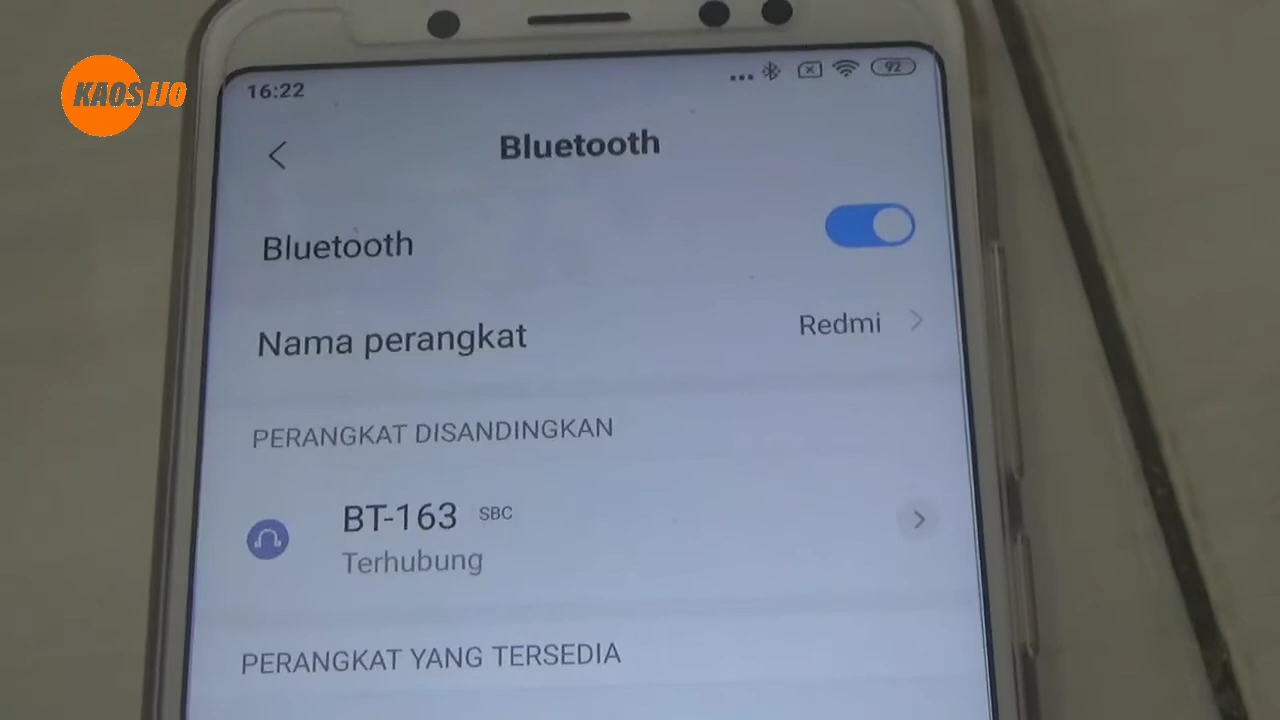 KAOS IJO
16:22
92
Bluetooth
Bluetooth
Nama perangkat
Redmi
PERANGKAT DISANDINGKAN
BT-163 SBC
Terhubung
PERANGKAT YANG TERSEDIA